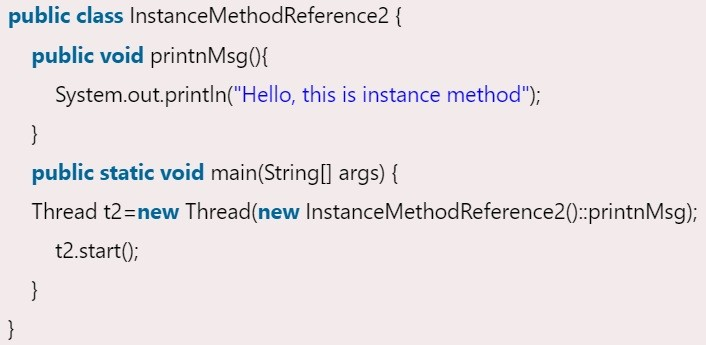 public class InstanceMethodReference2 {
public void printnMsg(){
System.out.println("Hello, this is instance method");
}
public static void main(String[] args) {
Thread t2=new Thread(new InstanceMethodReference2()::printnMsg);
t2.start();
}
}